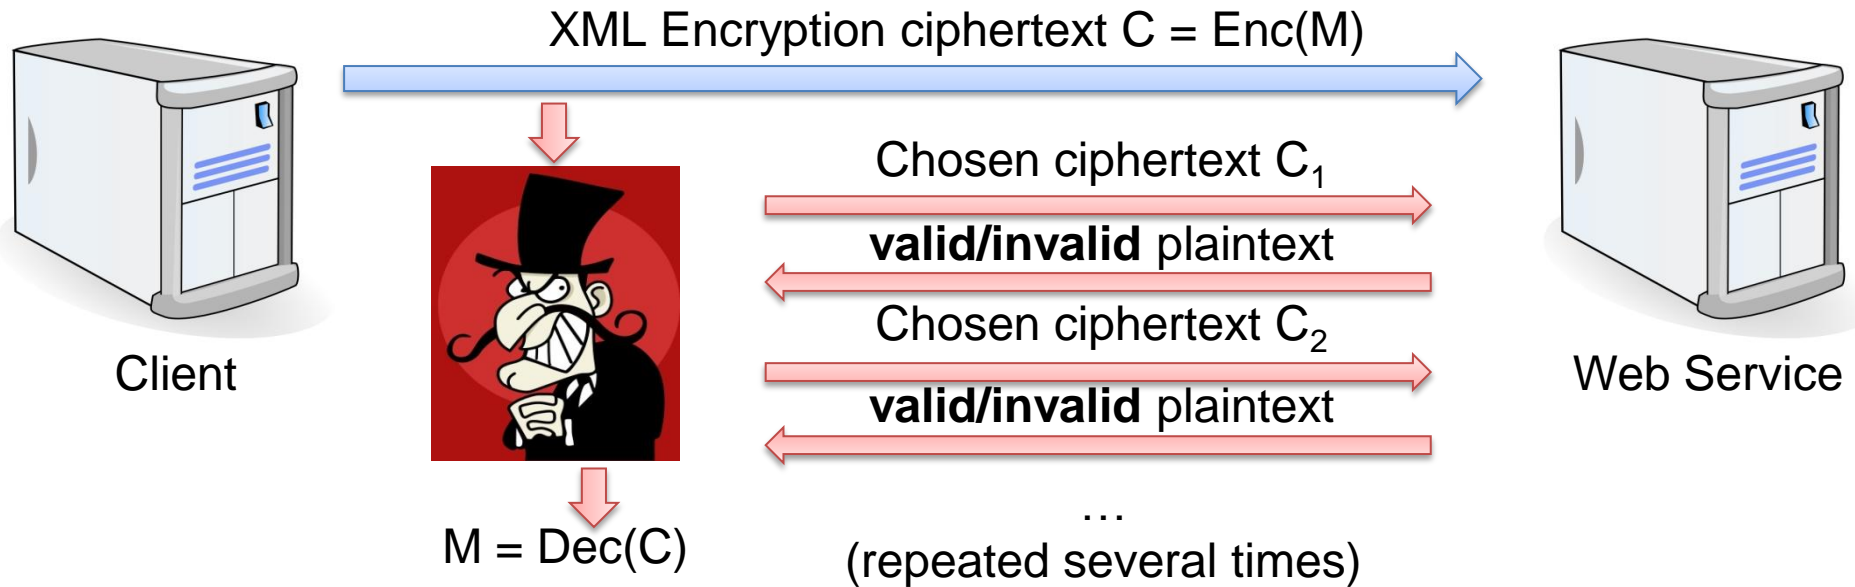 XML Encryption ciphertext C = Enc(M)
Chosen ciphertext C₁
valid/invalid plaintext
Chosen ciphertext C₂
Client
Web Service
valid/invalid plaintext
…
M = Dec(C)
(repeated several times)